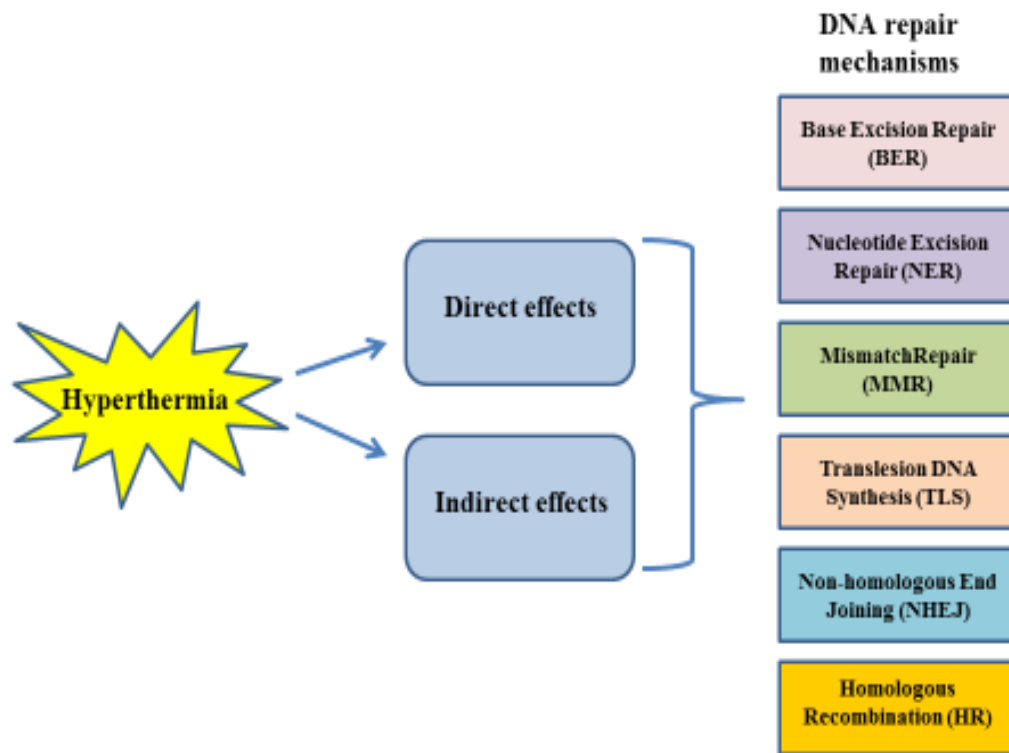 DNA repair
mechanisms
Base Excision Repair
(BER)
Nucleotide Excision
Repair (NER)
Direct effects
Hyperthermia
MismatchRepair
(MMR)
Indirect effects
Translesion DNA
Synthesis (TLS)
Non-homologous End
Joining (NHEJ)
Homologous
Recombination (HR)